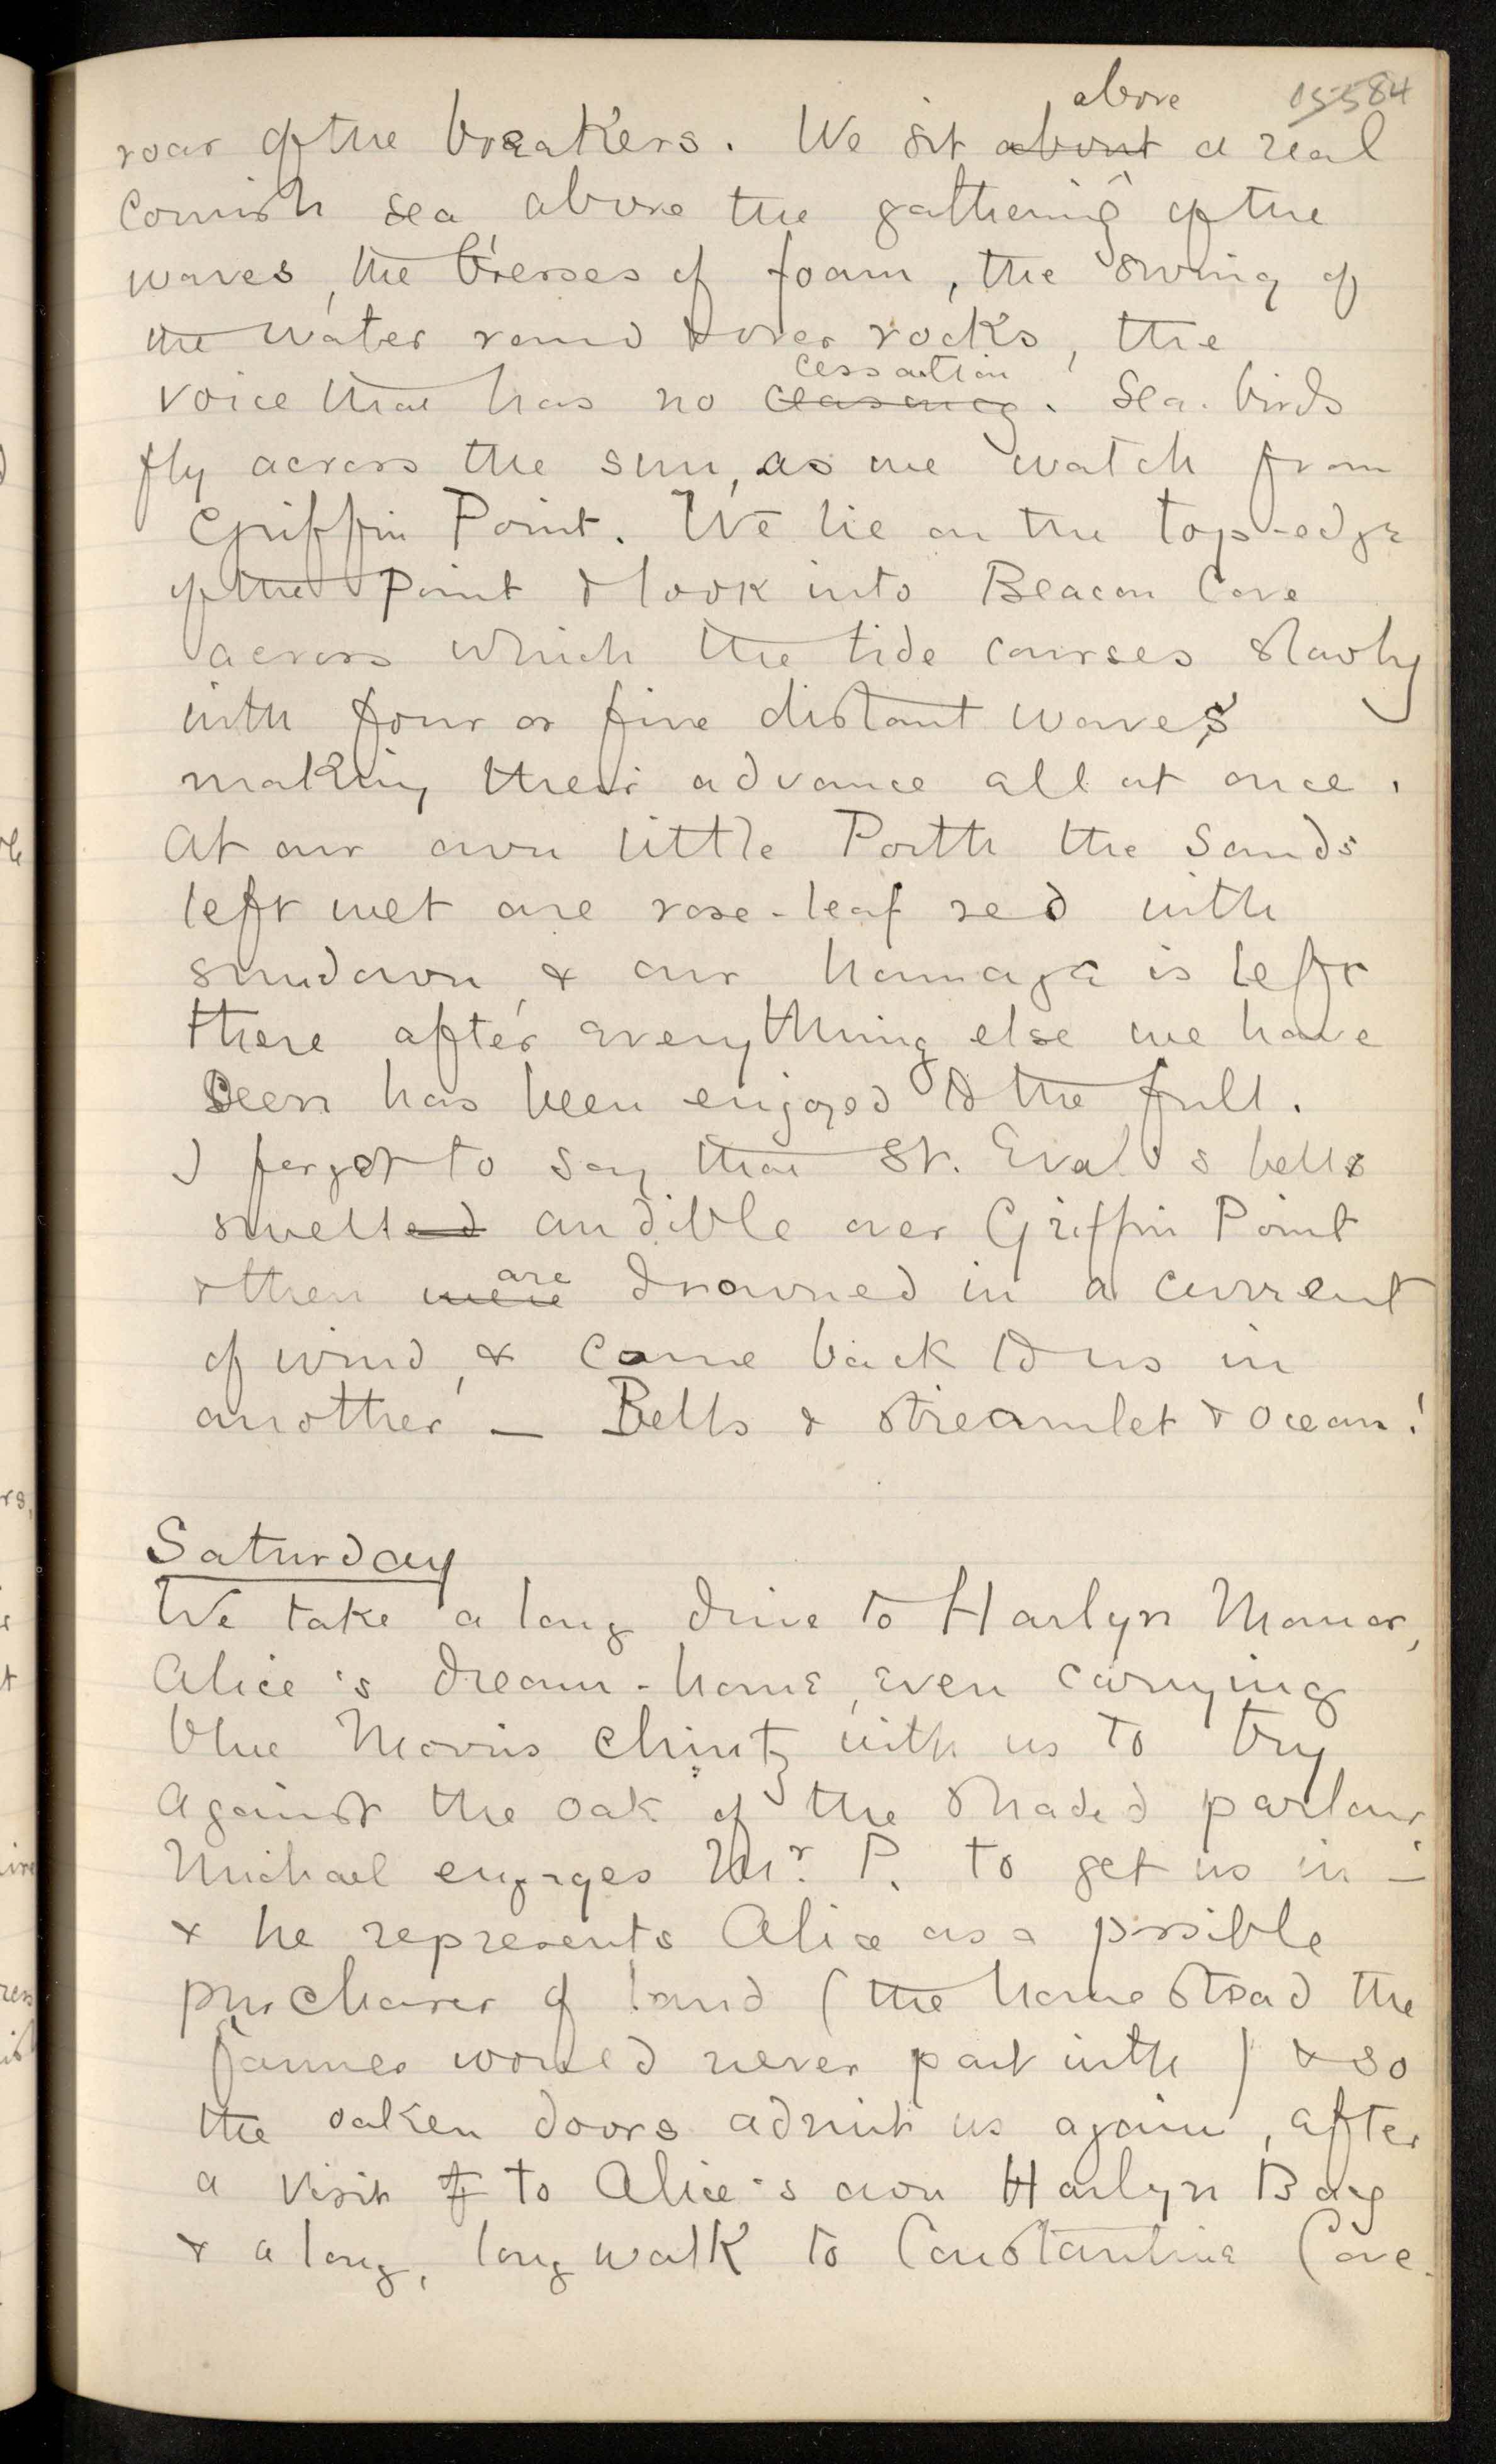 15584
roar of the breakers. We sit about above a real
Cornish sea, above the gathering of the
waves, the tresses of foam, the swing of
the water round & over rocks, the
voice that has no ceasing cessation. Sea-birds
fly across the sun, as we watch from
Griffin Point. We lie on the top-edge
of the Point & look into Beacon Cove
across which the tide courses slowly
with four or five distant waves
making their advance all at once.
At our own little Porth the sands
left wet are rose-leaf red with
sundown, & our homage is left
there after everything else we have
seen has been enjoyed to the full.
I forgot to say that St. Eval's bells
swelled audible over Griffin Point
& then were are drowned in a current
of wind, & come back to us in
another — Bells & streamlet & ocean!
Saturday
We take a long drive to Harlyn Manor,
Alice's dream-home, even carrying
blue Morris chintz with us to try
against the oak of the shaded parlour.
Michael engages Mr. P. to get us in —
& he represents Alice as a possible
purchaser of land (the homestead the
farmer would never part with) & so
the oaken doors admit us again, after
a visit to Alice's own Harlyn Bay
& a long, long walk to Constantine Cove.